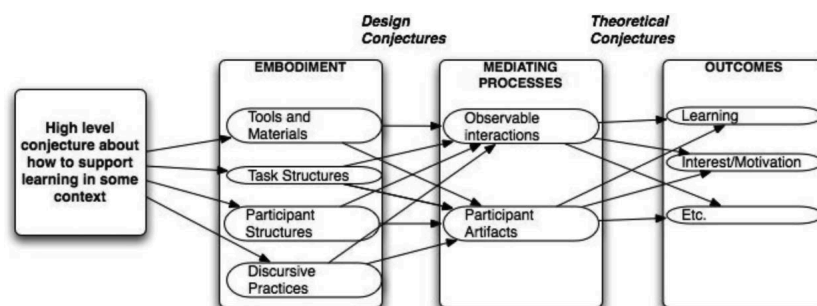 Design
Conjectures
Theoretical
Conjectures
High level
conjecture about
how to support
learning in some
context
EMBODIMENT
Tools and
Materials
Task Structures
Participant
Structures
Discursive
Practices
MEDIATING
PROCESSES
Observable
interactions
Participant
Artifacts
OUTCOMES
Learning
Interest/Motivation
Etc.